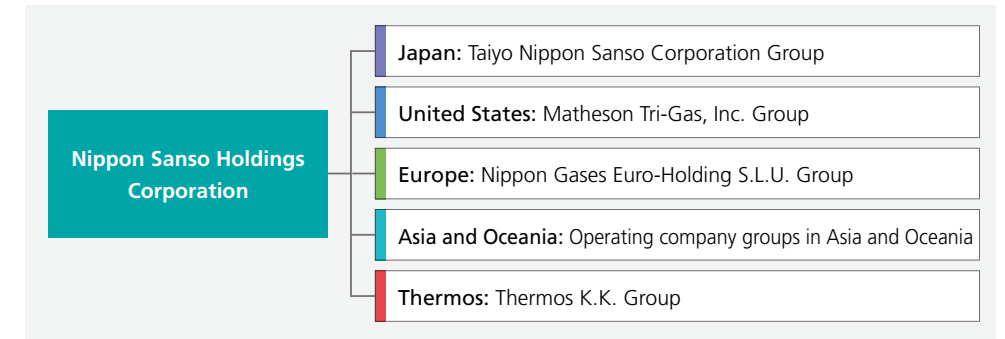 Nippon Sanso Holdings
Corporation
Japan: Taiyo Nippon Sanso Corporation Group
United States: Matheson Tri-Gas, Inc. Group
Europe: Nippon Gases Euro-Holding S.L.U. Group
Asia and Oceania: Operating company groups in Asia and Oceania
Thermos: Thermos K.K. Group